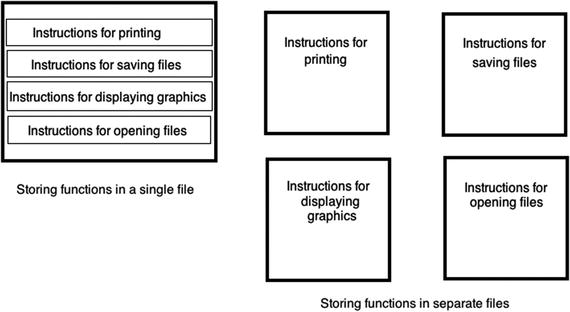 Instructions for printing
Instructions for saving files
Instructions for displaying graphics
Instructions for opening files
Storing functions in a single file
Instructions for
printing
Instructions for
saving files
Instructions for
displaying
graphics
Instructions for
opening files
Storing functions in separate files